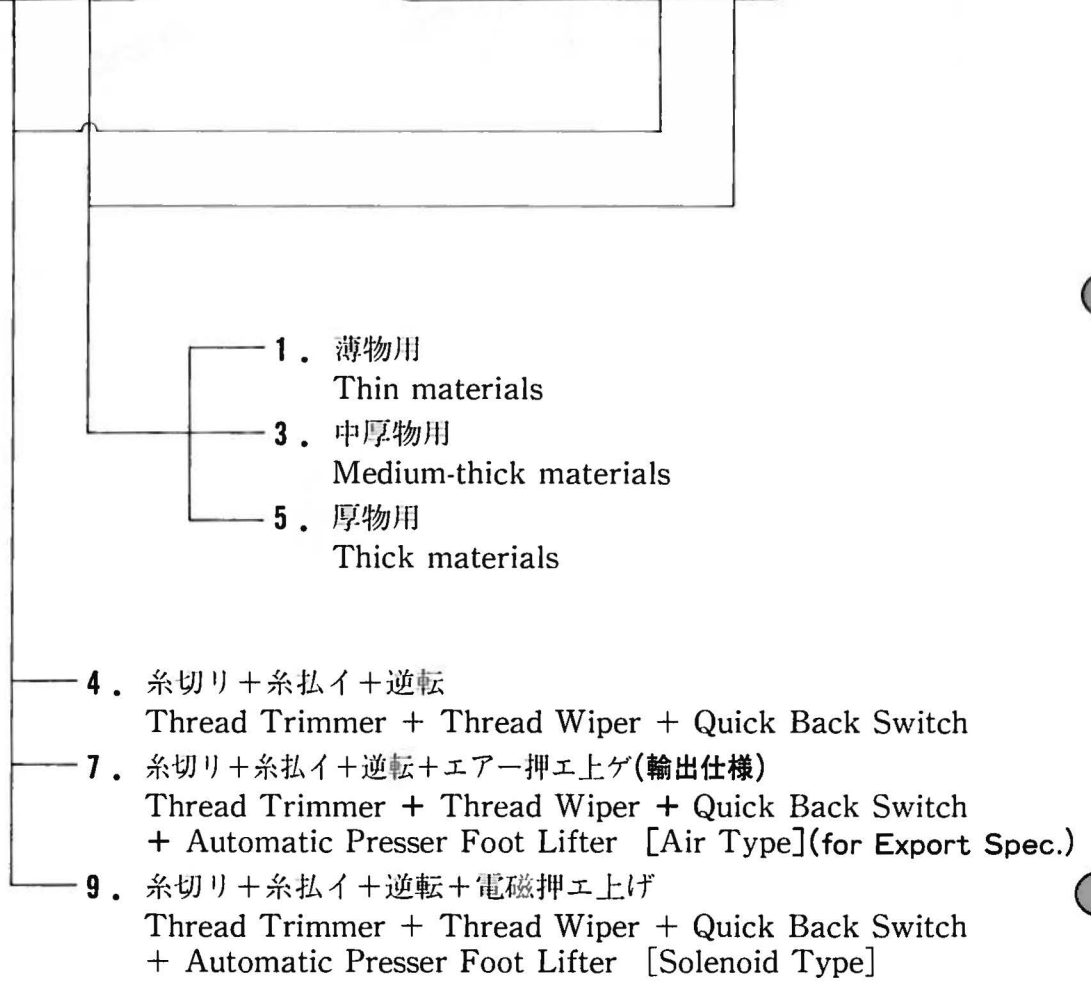 1. 薄物用
Thin materials
3. 中厚物用
Medium-thick materials
5. 厚物用
Thick materials
4. 糸切リ+糸払イ+逆転
Thread Trimmer + Thread Wiper + Quick Back Switch
7. 糸切リ+糸払イ+逆転+エアー押エ上ゲ(輸出仕様)
Thread Trimmer + Thread Wiper + Quick Back Switch
+ Automatic Presser Foot Lifter [Air Type](for Export Spec.)
9. 糸切リ+糸払イ+逆転+電磁押エ上げ
Thread Trimmer + Thread Wiper + Quick Back Switch
+ Automatic Presser Foot Lifter [Solenoid Type]